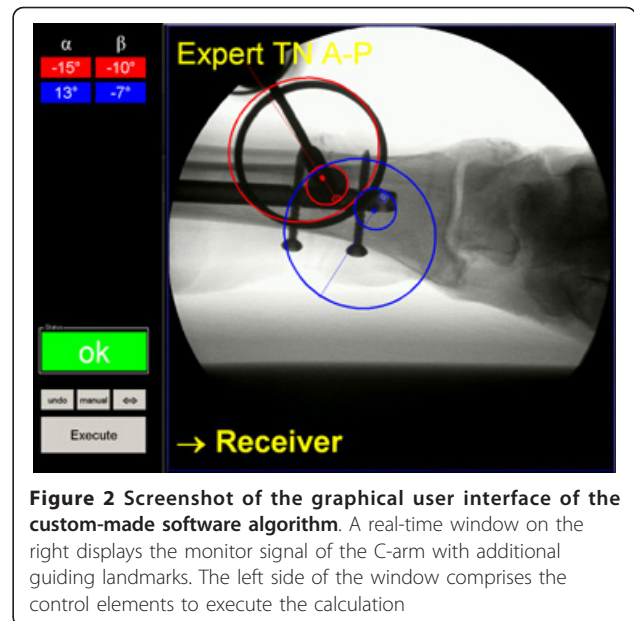 α β
-15° -10°
13° -7°
Expert TN A-P
Status
ok
undo manual ⇔
Execute
→ Receiver
Figure 2 Screenshot of the graphical user interface of the
custom-made software algorithm. A real-time window on the
right displays the monitor signal of the C-arm with additional
guiding landmarks. The left side of the window comprises the
control elements to execute the calculation